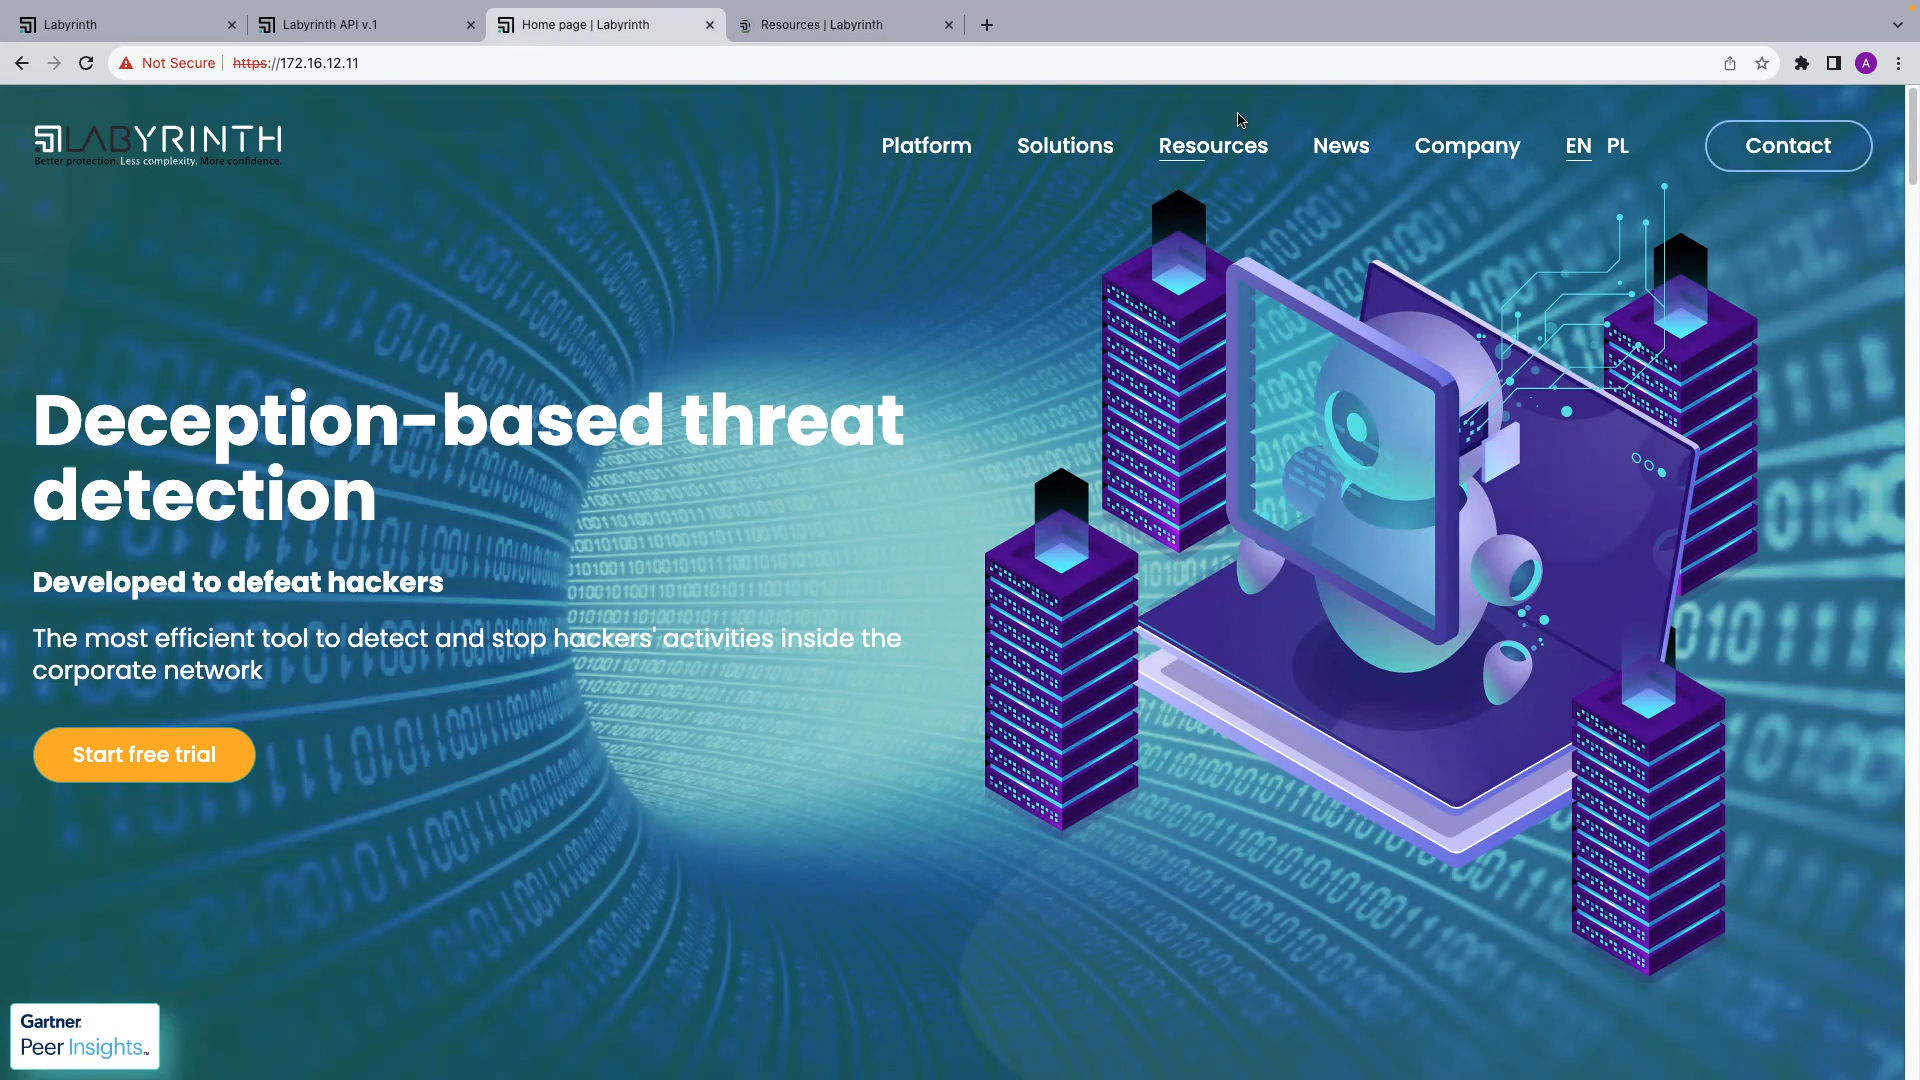 Labyrinth
Labyrinth API v.1
Home page | Labyrinth
Resources | Labyrinth
Not Secure
https://172.16.12.11
A
LABYRINTH
Better protection. Less complexity. More confidence.
Platform
Solutions
Resources
News
Company
EN
PL
Contact
Deception-based threat
detection
Developed to defeat hackers
The most efficient tool to detect and stop hackers' activities inside the
corporate network
Start free trial
Gartner
Peer Insights™